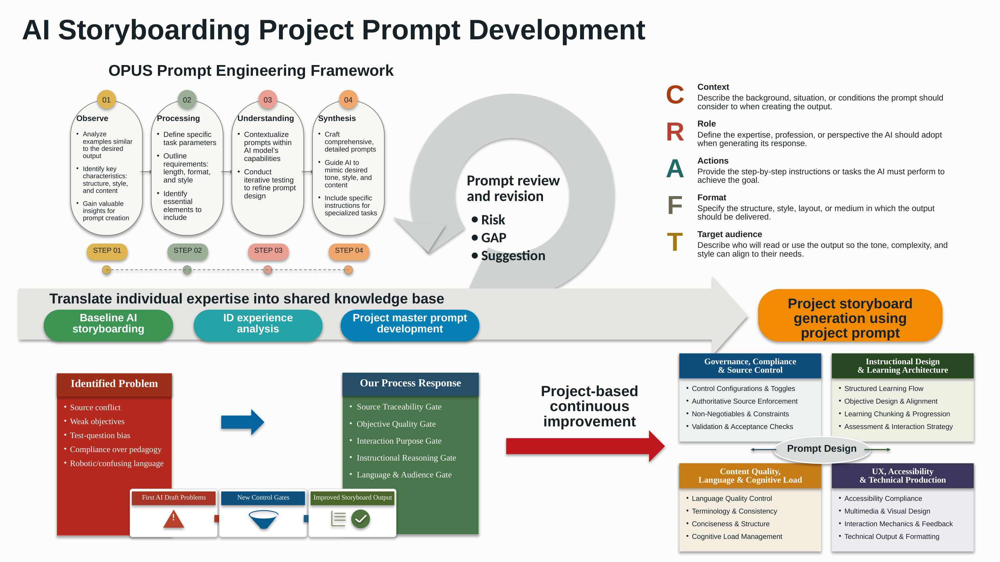 AI Storyboarding Project Prompt Development
OPUS Prompt Engineering Framework
01
Observe
• Analyze
examples similar
to the desired
output
• Identify key
characteristics:
structure, style,
and content
• Gain valuable
insights for
prompt creation
STEP 01
02
Processing
• Define specific
task parameters
• Outline
requirements:
length, format,
and style
• Identify
essential
elements to
include
STEP 02
03
Understanding
• Contextualize
prompts within
AI model’s
capabilities
• Conduct
iterative testing
to refine prompt
design
STEP 03
04
Synthesis
• Craft
comprehensive,
detailed prompts
• Guide AI to
mimic desired
tone, style, and
content
• Include specific
instructions for
specialized tasks
STEP 04
Prompt review
and revision
• Risk
• GAP
• Suggestion
C
Context
Describe the background, situation, or conditions the prompt should
consider to when creating the output.
R
Role
Define the expertise, profession, or perspective the AI should adopt
when generating its response.
A
Actions
Provide the step-by-step instructions or tasks the AI must perform to
achieve the goal.
F
Format
Specify the structure, style, layout, or medium in which the output
should be delivered.
T
Target audience
Describe who will read or use the output so the tone, complexity, and
style can align to their needs.
Translate individual expertise into shared knowledge base
Baseline AI
storyboarding
ID experience
analysis
Project master prompt
development
Project storyboard
generation using
project prompt
Identified Problem
• Source conflict
• Weak objectives
• Test-question bias
• Compliance over pedagogy
• Robotic/confusing language
Our Process Response
• Source Traceability Gate
• Objective Quality Gate
• Interaction Purpose Gate
• Instructional Reasoning Gate
• Language & Audience Gate
First AI Draft Problems
!
New Control Gates
Improved Storyboard Output
Project-based
continuous
improvement
Governance, Compliance
& Source Control
• Control Configurations & Toggles
• Authoritative Source Enforcement
• Non-Negotiables & Constraints
• Validation & Acceptance Checks
Instructional Design
& Learning Architecture
• Structured Learning Flow
• Objective Design & Alignment
• Learning Chunking & Progression
• Assessment & Interaction Strategy
Prompt Design
Content Quality,
Language & Cognitive Load
• Language Quality Control
• Terminology & Consistency
• Conciseness & Structure
• Cognitive Load Management
UX, Accessibility
& Technical Production
• Accessibility Compliance
• Multimedia & Visual Design
• Interaction Mechanics & Feedback
• Technical Output & Formatting